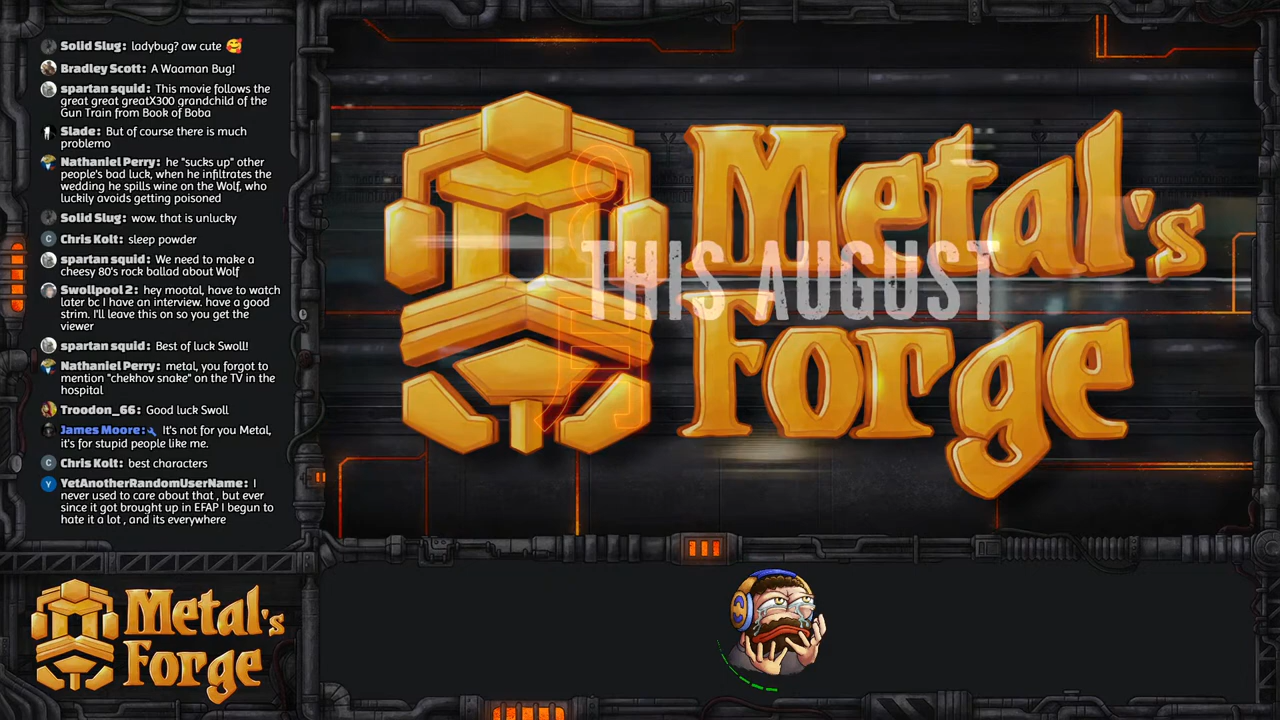 Solid Slug: ladybug? aw cute 🥰
Bradley Scott: A Waaman Bug!
spartan squid: This movie follows the
great great greatX300 grandchild of the
Gun Train from Book of Boba
Slade: But of course there is much
problemo
Nathaniel Perry: he "sucks up" other
people's bad luck, when he infiltrates the
wedding he spills wine on the Wolf, who
luckily avoids getting poisoned
Solid Slug: wow. that is unlucky
C Chris Kolt: sleep powder
spartan squid: We need to make a
cheesy 80's rock ballad about Wolf
Swollpool 2: hey mootal, have to watch
later bc I have an interview. have a good
strim. I'll leave this on so you get the
viewer
spartan squid: Best of luck Swoll!
Nathaniel Perry: metal, you forgot to
mention "chekhov snake" on the TV in the
hospital
Troodon_66: Good luck Swoll
James Moore: It's not for you Metal,
it's for stupid people like me.
C Chris Kolt: best characters
Y YetAnotherRandomUserName: I
never used to care about that , but ever
since it got brought up in EFAP I begun to
hate it a lot , and its everywhere
Metal's
Forge
THIS AUGUST
Metal's
Forge